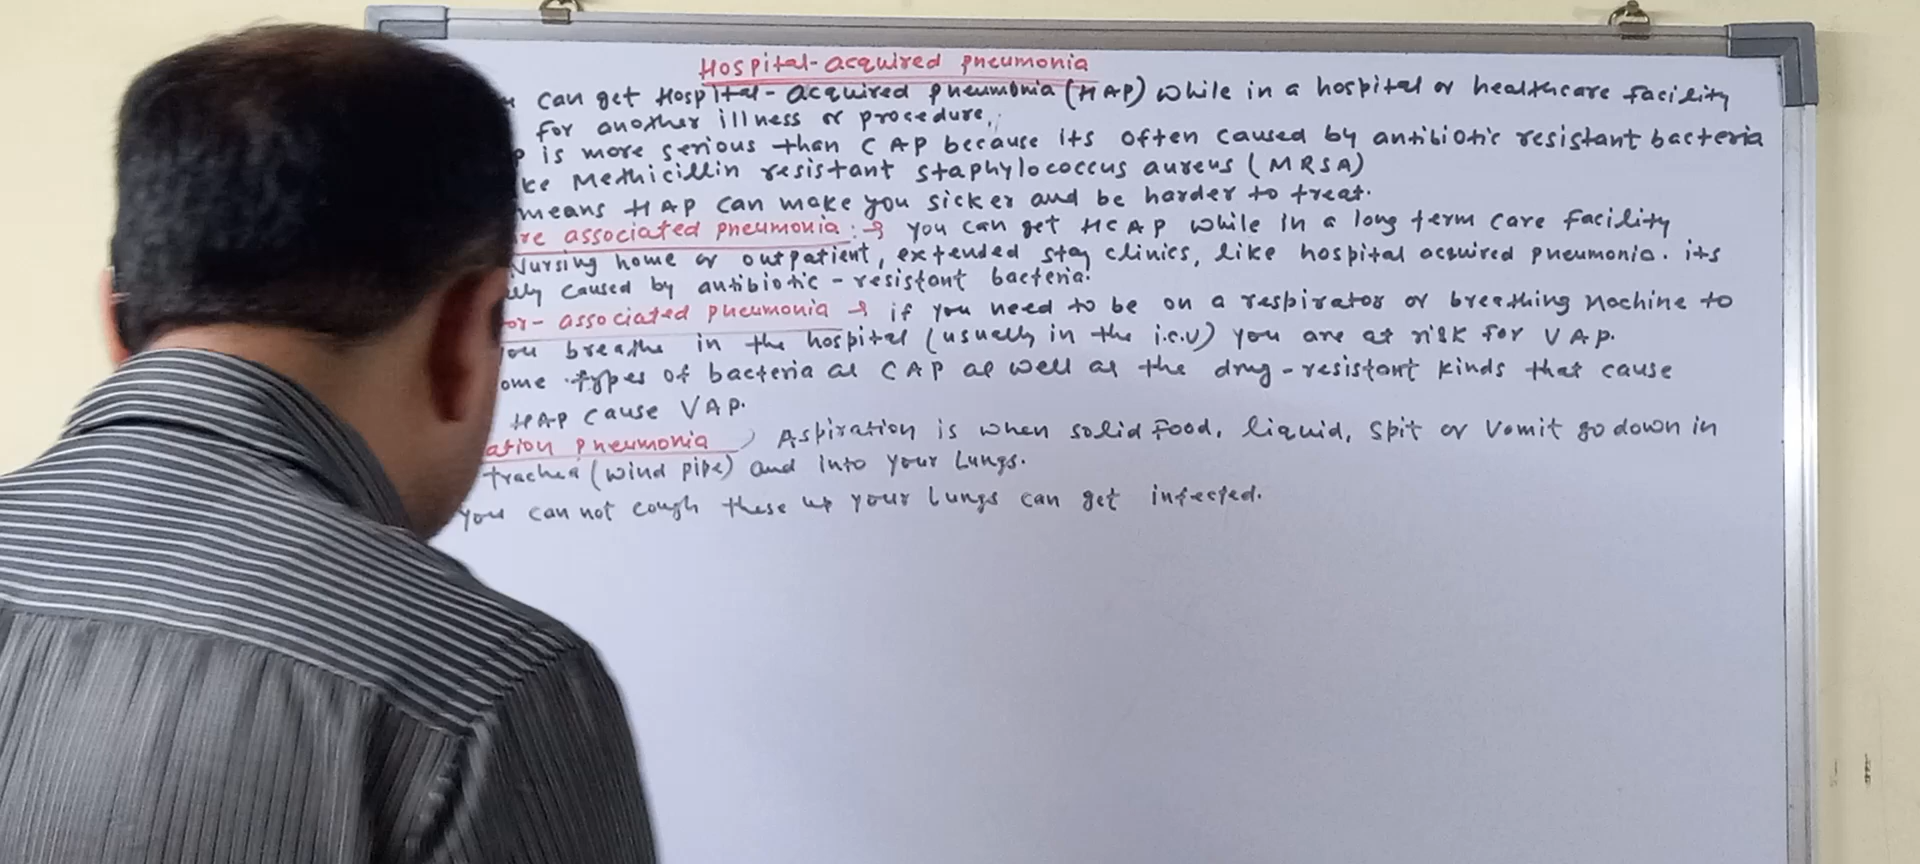 Hospital-acquired pneumonia
can get Hospital-acquired pneumonia (HAP) while in a hospital or healthcare facility
for another illness or procedure.
is more serious than CAP because its often caused by antibiotic resistant bacteria
Methicillin resistant staphylococcus aureus (MRSA)
means HAP can make you sicker and be harder to treat.
associated pneumonia :→ you can get HCAP while in a long term care facility
Nursing home or outpatient, extended stay clinics, like hospital acquired pneumonia. its
caused by antibiotic-resistant bacteria.
associated pneumonia → if you need to be on a respirator or breathing Machine to
breathe in the hospital (usually in the i.c.u) you are at risk for VAP.
types of bacteria as CAP as well as the drug-resistant kinds that cause
HAP cause VAP.
pneumonia) Aspiration is when solid food, liquid, spit or vomit go down in
trachea (wind pipe) and into your Lungs.
you can not cough these up your lungs can get infected.